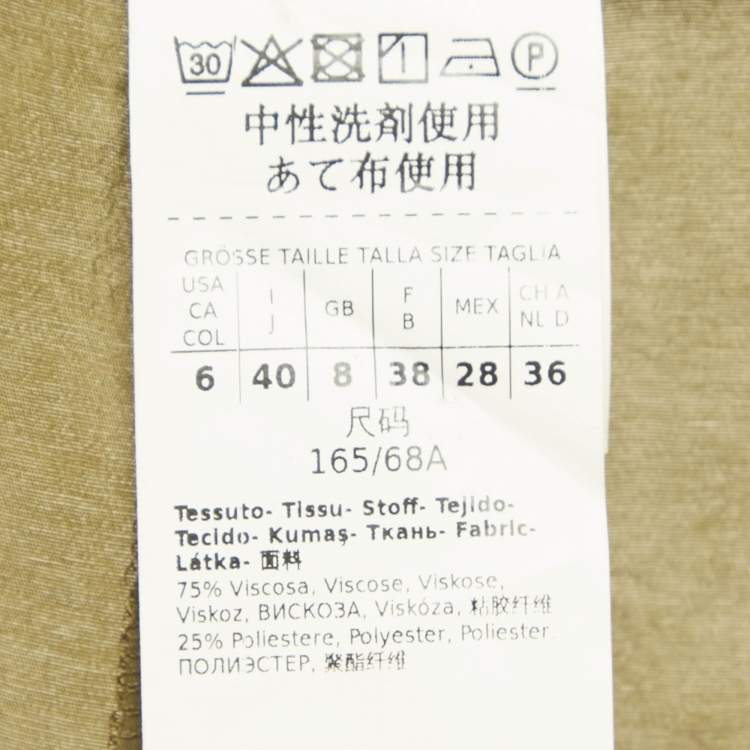 30 P
中性洗剤使用
あて布使用
GRÖSSE TAILLE TALLA SIZE TAGLIA
USA CA COL I J GB F B MEX CH A NL D
6 40 8 38 28 36
尺码
165/68A
Tessuto- Tissu- Stoff- Tejido-
Tecido- Kumaş- Ткань- Fabric-
Látka- 面料
75% Viscosa, Viscose, Viskose,
Viskoz, ВИСКОЗА, Viskóza, 粘胶纤维
25% Poliestere, Polyester, Poliester
ПОЛИЭСТЕР, 聚酯纤维